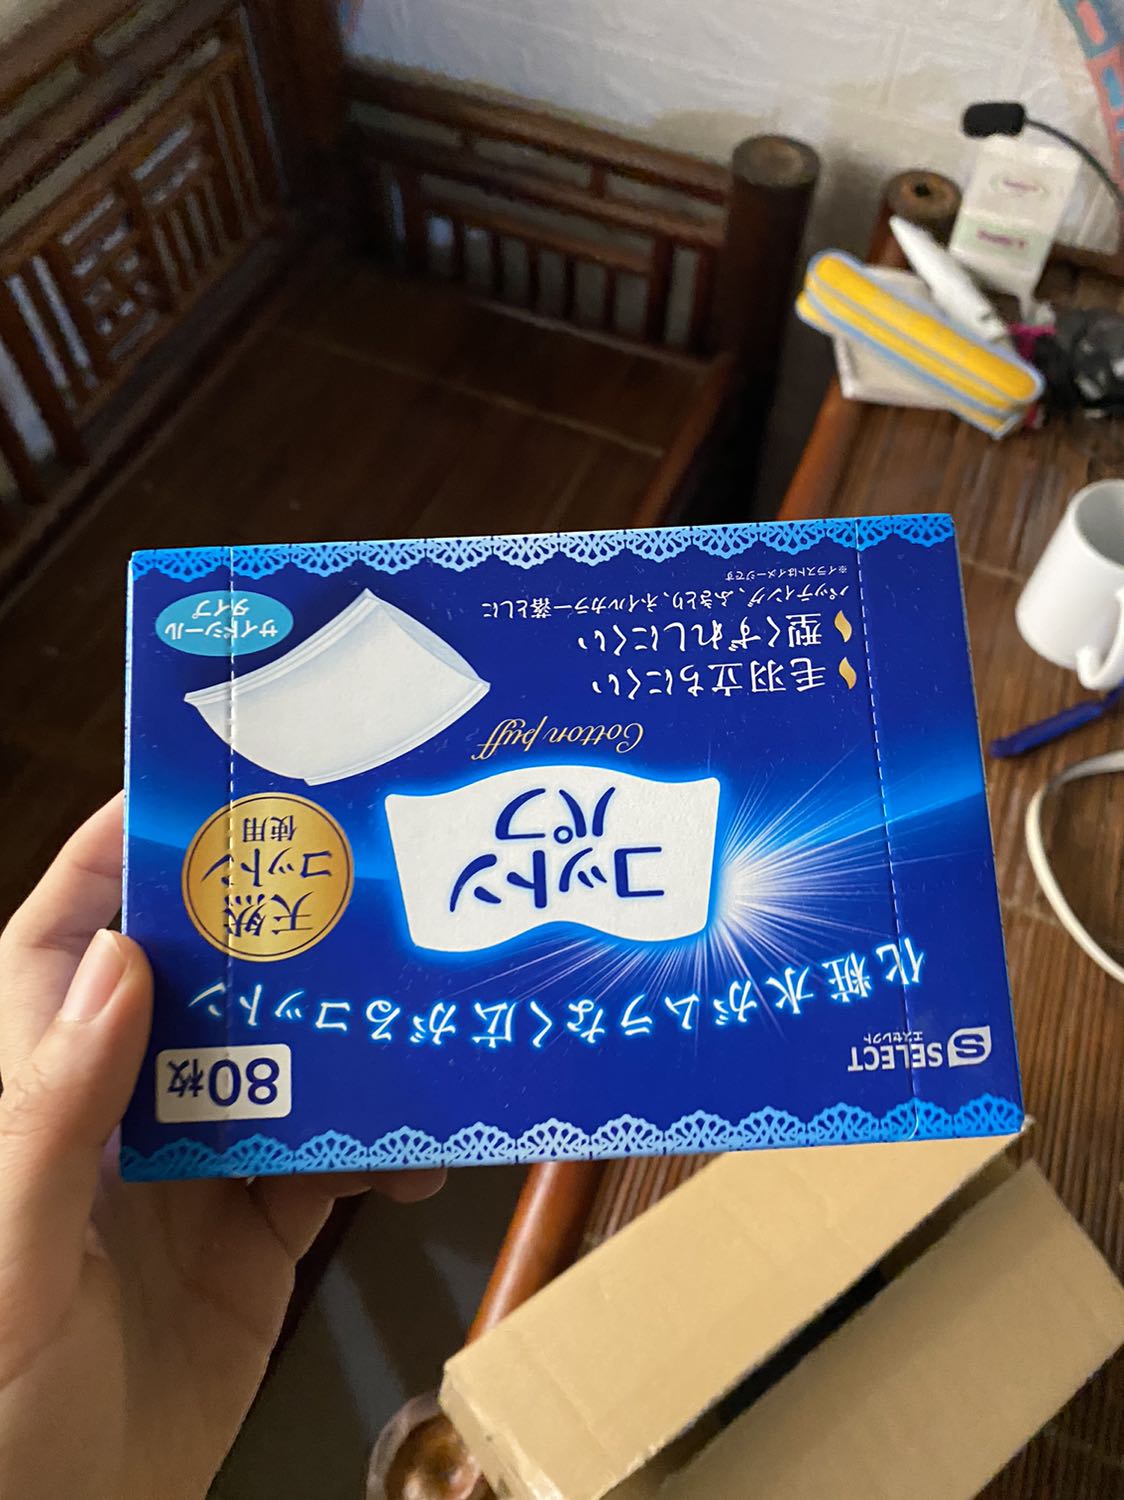 S SELECT
エスセレクト
80枚
化粧水がムラなく広がるコットン
コットン
パフ
天然
コットン
使用
Cotton puff
毛羽立ちにくい
型くずれしにくい
パッティング、ふきとり、ネイルカラー落としに
※イラストはイメージです
サイドシール
タイプ